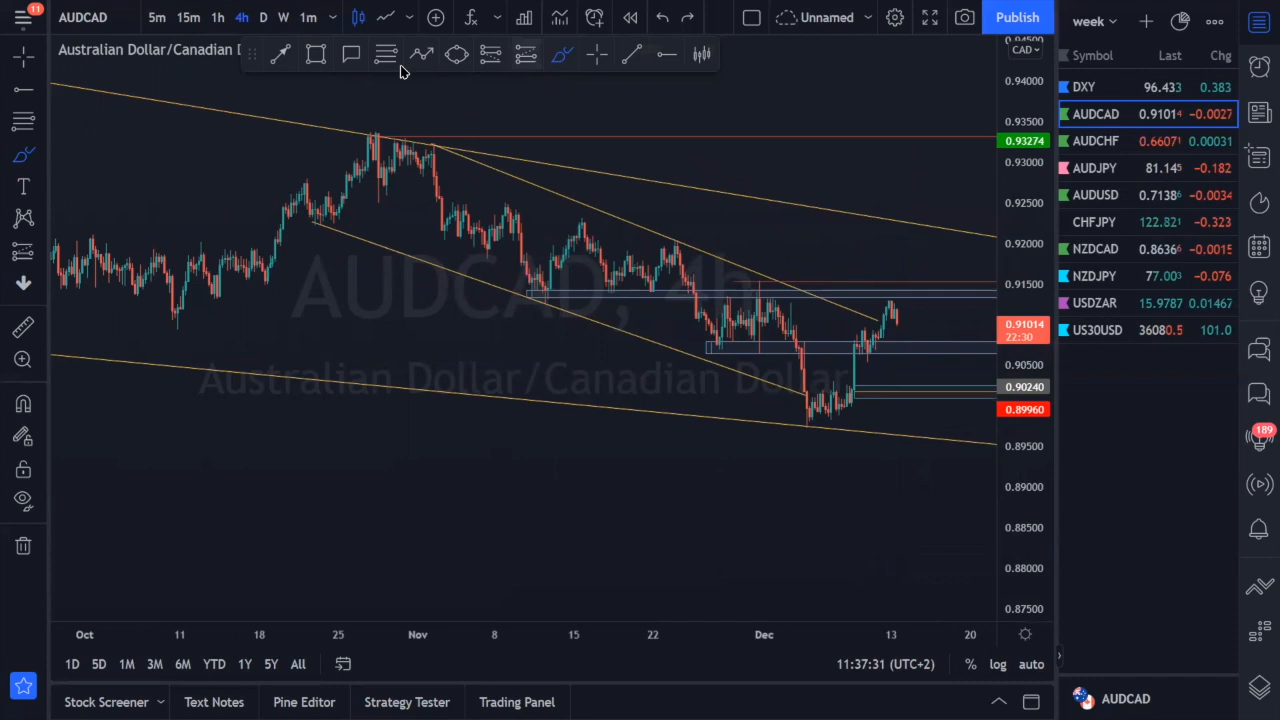 11
AUDCAD 5m 15m 1h 4h D W 1m Unnamed Publish
week
Australian Dollar/Canadian D
CAD
Symbol Last Chg
DXY 96.433 0.383
AUDCAD 0.91014 −0.0027
AUDCHF 0.66071 0.00031
AUDJPY 81.145 −0.182
AUDUSD 0.71386 −0.0034
CHFJPY 122.821 −0.323
NZDCAD 0.86366 −0.0015
NZDJPY 77.003 −0.076
USDZAR 15.9787 0.01467
US30USD 36080.5 101.0
0.94500
0.94000
0.93500
0.93274
0.93000
0.92500
0.92000
0.91500
0.91014
22:30
0.90500
0.90240
0.89960
0.89500
0.89000
0.88500
0.88000
0.87500
AUDCAD, 4h
Australian Dollar/Canadian Dollar
T
189
Oct 11 18 25 Nov 8 15 22 Dec 13 20
1D 5D 1M 3M 6M YTD 1Y 5Y All 11:37:31 (UTC+2) % log auto
Stock Screener Text Notes Pine Editor Strategy Tester Trading Panel
AUDCAD